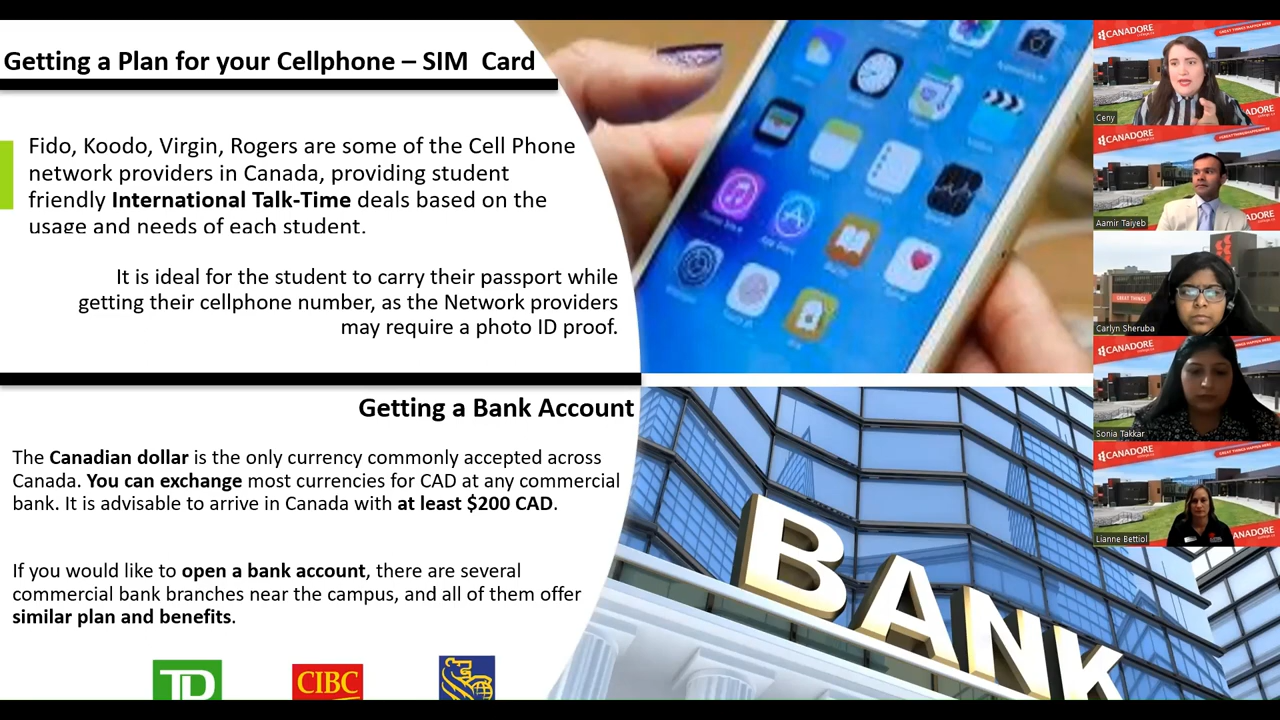 Getting a Plan for your Cellphone – SIM Card
Fido, Koodo, Virgin, Rogers are some of the Cell Phone
network providers in Canada, providing student
friendly International Talk-Time deals based on the
usage and needs of each student.
It is ideal for the student to carry their passport while
getting their cellphone number, as the Network providers
may require a photo ID proof.
Getting a Bank Account
The Canadian dollar is the only currency commonly accepted across
Canada. You can exchange most currencies for CAD at any commercial
bank. It is advisable to arrive in Canada with at least $200 CAD.
If you would like to open a bank account, there are several
commercial bank branches near the campus, and all of them offer
similar plan and benefits.
TD
CIBC
BANK
CANADORE
GREAT THINGS HAPPEN HERE
Ceny
CANADORE
Aamir Taiyeb
GREAT THINGS
Carlyn Sheruba
CANADORE
Sonia Takkar
CANADORE
ANADORE
Lianne Bettiol